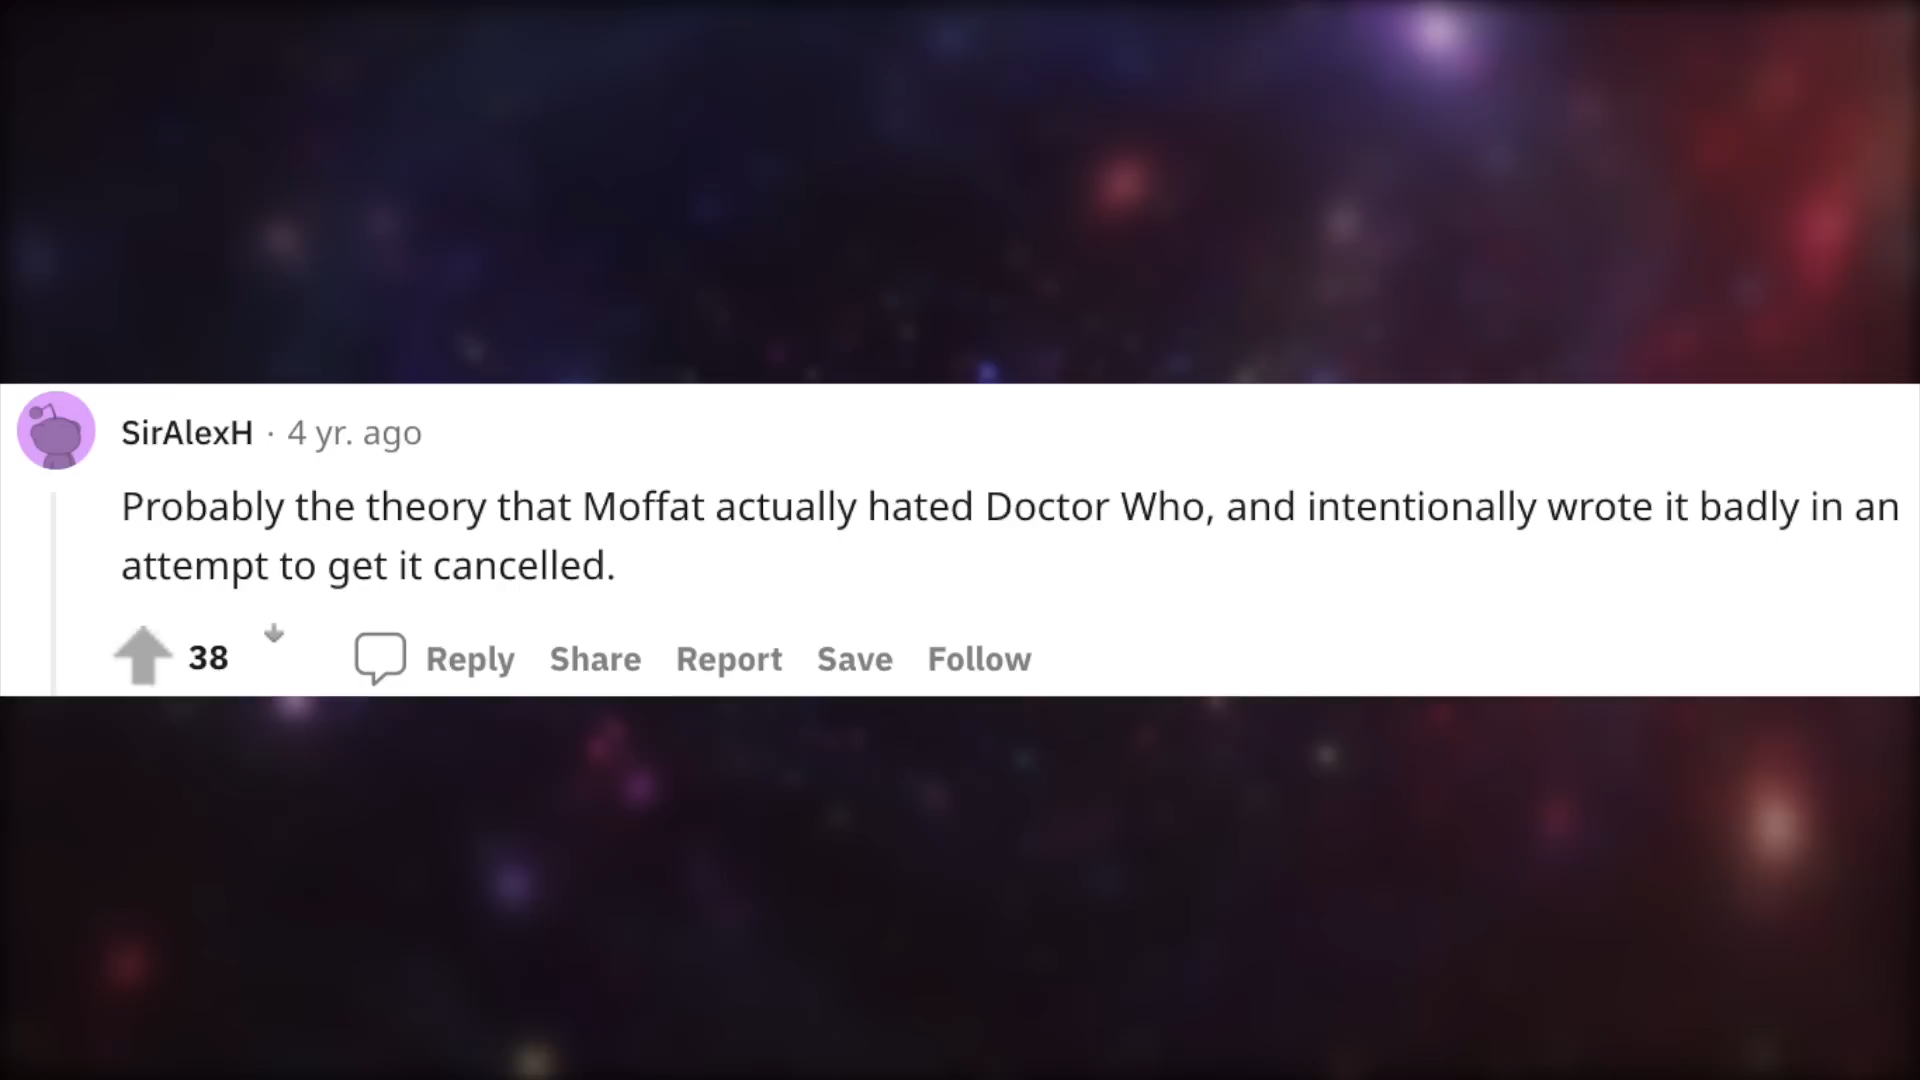 SirAlexH · 4 yr. ago
Probably the theory that Moffat actually hated Doctor Who, and intentionally wrote it badly in an
attempt to get it cancelled.
38 Reply Share Report Save Follow